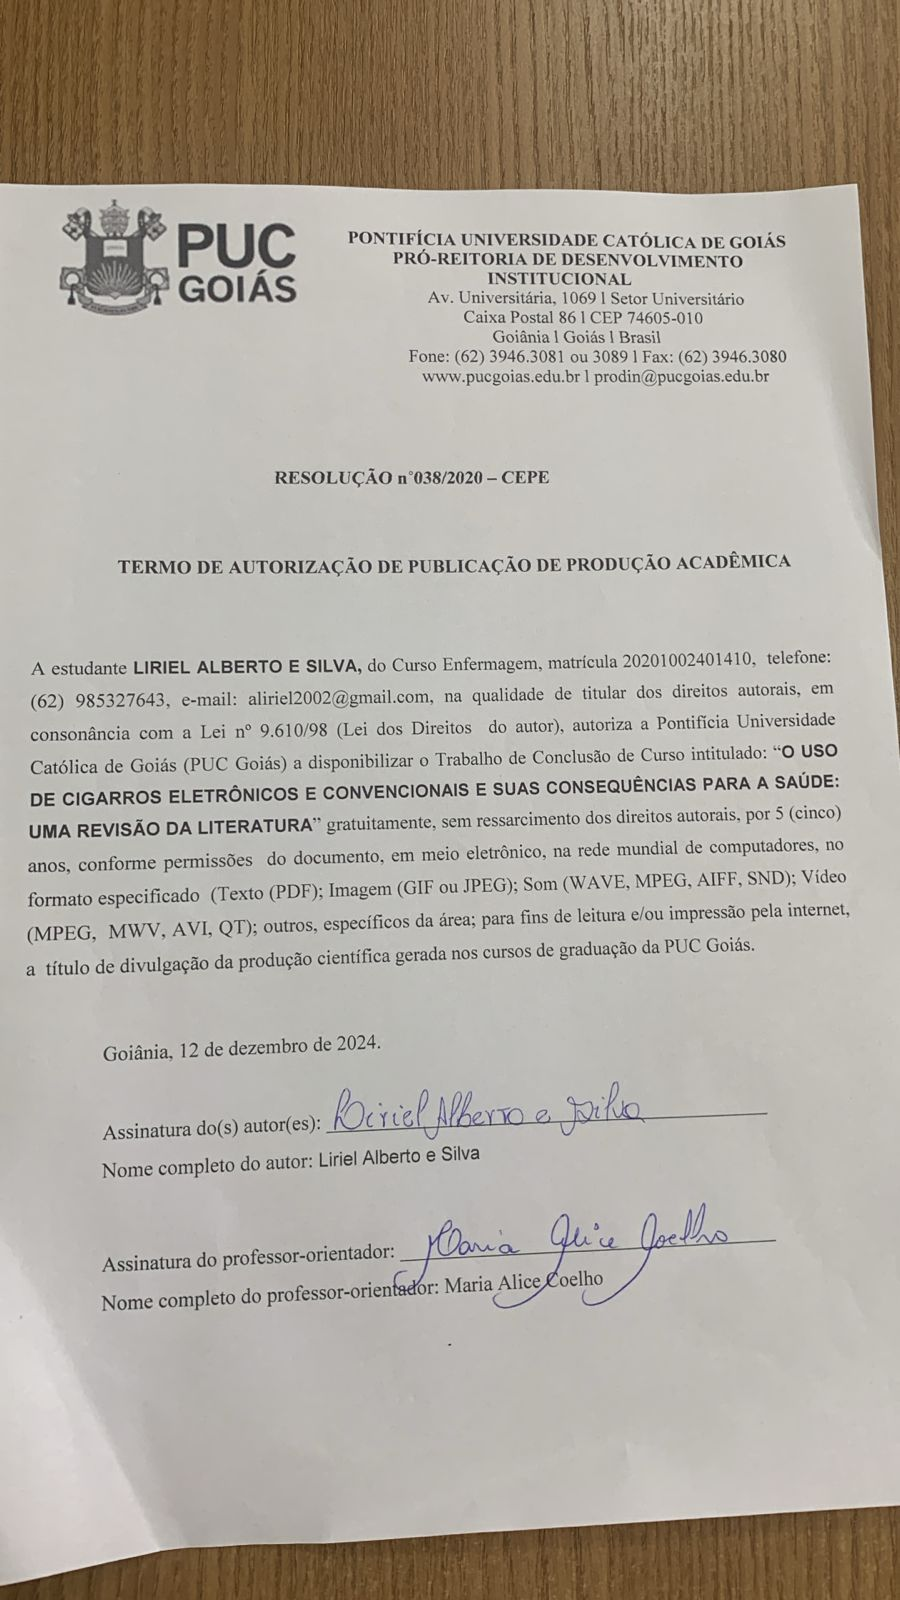 PUC
GOIÁS
PONTIFÍCIA UNIVERSIDADE CATÓLICA DE GOIÁS
PRÓ-REITORIA DE DESENVOLVIMENTO
INSTITUCIONAL
Av. Universitária, 1069 l Setor Universitário
Caixa Postal 86 l CEP 74605-010
Goiânia l Goiás l Brasil
Fone: (62) 3946.3081 ou 3089 l Fax: (62) 3946.3080
www.pucgoias.edu.br l prodin@pucgoias.edu.br
RESOLUÇÃO n°038/2020 – CEPE
TERMO DE AUTORIZAÇÃO DE PUBLICAÇÃO DE PRODUÇÃO ACADÊMICA
A estudante LIRIEL ALBERTO E SILVA, do Curso Enfermagem, matrícula 20201002401410, telefone:
(62) 985327643, e-mail: aliriel2002@gmail.com, na qualidade de titular dos direitos autorais, em
consonância com a Lei nº 9.610/98 (Lei dos Direitos do autor), autoriza a Pontifícia Universidade
Católica de Goiás (PUC Goiás) a disponibilizar o Trabalho de Conclusão de Curso intitulado: “O USO
DE CIGARROS ELETRÔNICOS E CONVENCIONAIS E SUAS CONSEQUÊNCIAS PARA A SAÚDE:
UMA REVISÃO DA LITERATURA” gratuitamente, sem ressarcimento dos direitos autorais, por 5 (cinco)
anos, conforme permissões do documento, em meio eletrônico, na rede mundial de computadores, no
formato especificado (Texto (PDF); Imagem (GIF ou JPEG); Som (WAVE, MPEG, AIFF, SND); Vídeo
(MPEG, MWV, AVI, QT); outros, específicos da área; para fins de leitura e/ou impressão pela internet,
a título de divulgação da produção científica gerada nos cursos de graduação da PUC Goiás.
Goiânia, 12 de dezembro de 2024.
Assinatura do(s) autor(es): Liriel Alberto e Silva
Nome completo do autor: Liriel Alberto e Silva
Assinatura do professor-orientador: Maria Alice Coelho
Nome completo do professor-orientador: Maria Alice Coelho